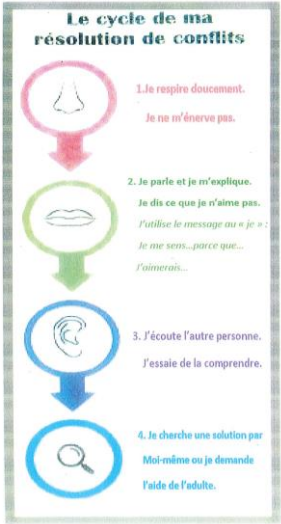 Le cycle de ma
résolution de conflits
1.Je respire doucement.
Je ne m'énerve pas.
2. Je parle et je m'explique.
Je dis ce que je n'aime pas.
J'utilise le message au « je » :
Je me sens...parce que...
J'aimerais...
3. J'écoute l'autre personne.
J'essaie de la comprendre.
4. Je cherche une solution par
Moi-même ou je demande
l'aide de l'adulte.